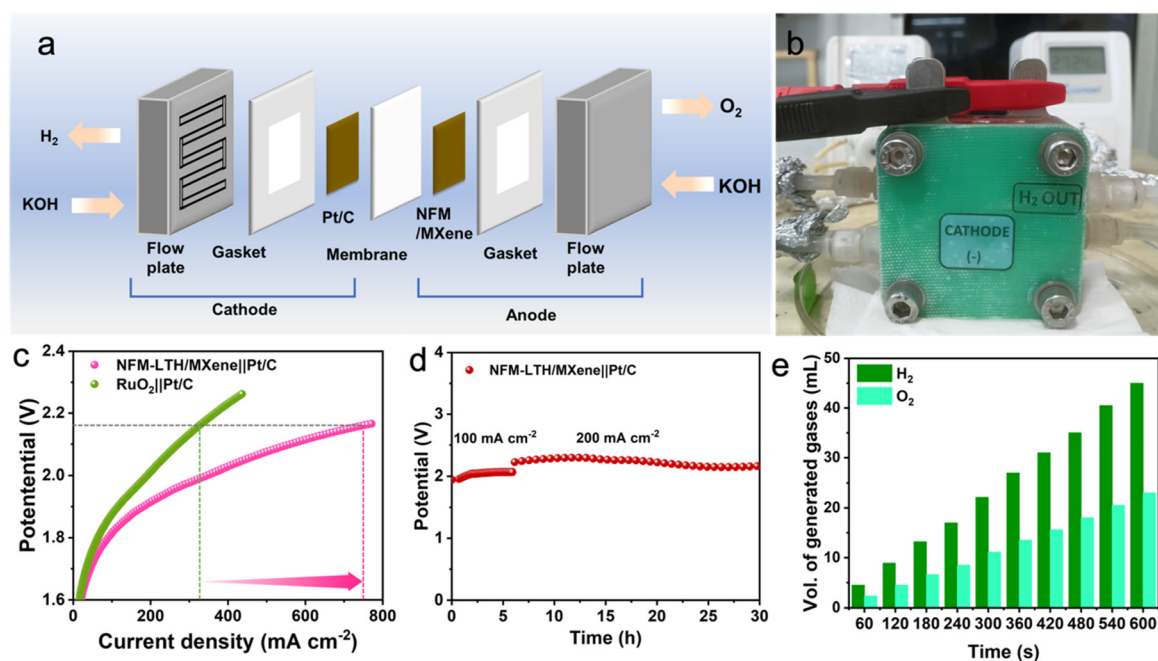 a
H₂
KOH
Flow
plate
Gasket
Pt/C
Membrane
NFM
/MXene
Gasket
Flow
plate
O₂
KOH
Cathode
Anode
b
H₂ OUT
CATHODE
(-)
c
NFM-LTH/MXene||Pt/C
RuO₂||Pt/C
Potentential (V)
2.4
2.2
2.0
1.8
1.6
0
200
400
600
800
Current density (mA cm⁻²)
d
NFM-LTH/MXene||Pt/C
100 mA cm⁻²
200 mA cm⁻²
Potential (V)
4
3
2
1
0
0
5
10
15
20
25
30
Time (h)
e
H₂
O₂
Vol. of generated gases (mL)
50
45
40
30
20
10
0
60
120
180
240
300
360
420
480
540
600
Time (s)